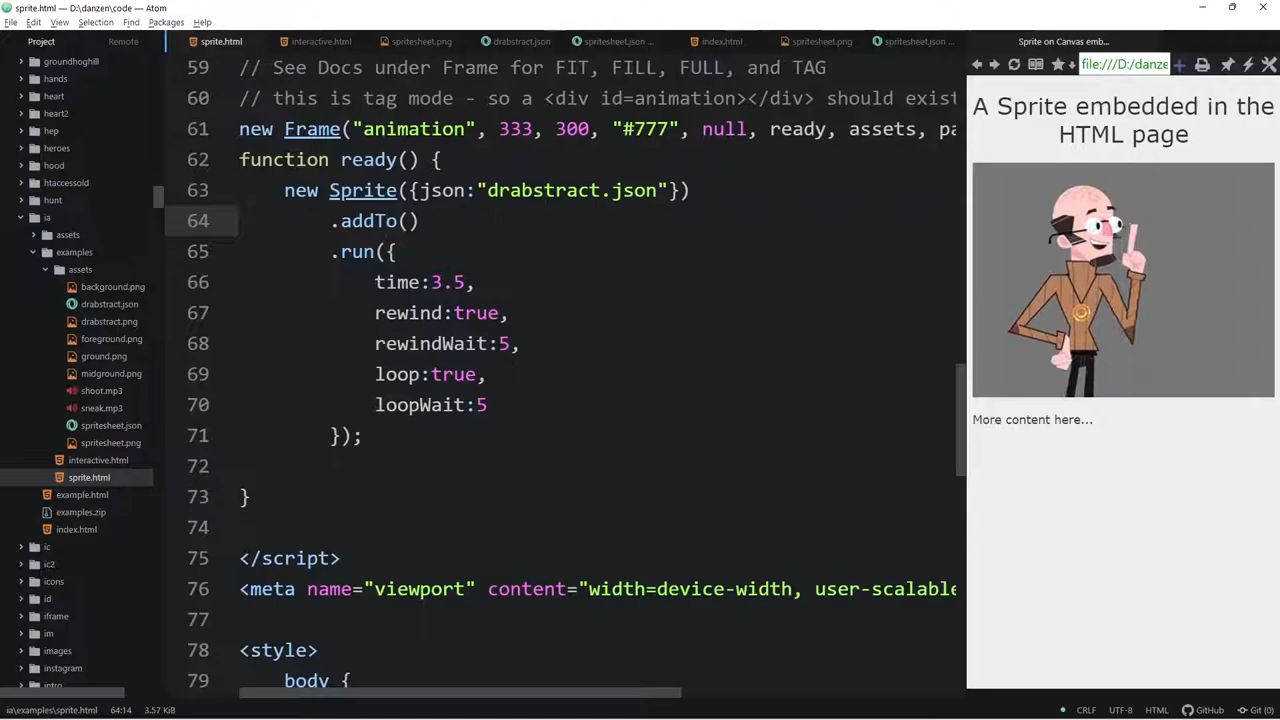 sprite.html — D:\danzen\code — Atom
File Edit View Selection Find Packages Help
Project Remote
sprite.html interactive.html spritesheet.png drabstract.json spritesheet.json ... index.html spritesheet.png spritesheet.json ... Sprite on Canvas emb...
file:///D:/danze
groundhoghill
hands
heart
heart2
hep
heroes
hood
htaccessold
hunt
ia
assets
examples
assets
background.png
drabstract.json
drabstract.png
foreground.png
ground.png
midground.png
shoot.mp3
sneak.mp3
spritesheet.json
spritesheet.png
interactive.html
sprite.html
example.html
examples.zip
index.html
ic
ic2
icons
id
iframe
im
images
instagram
intro
59 // See Docs under Frame for FIT, FILL, FULL, and TAG
60 // this is tag mode - so a <div id=animation></div> should exist
61 new Frame("animation", 333, 300, "#777", null, ready, assets, pa
62 function ready() {
63 new Sprite({json:"drabstract.json"})
64 .addTo()
65 .run({
66 time:3.5,
67 rewind:true,
68 rewindWait:5,
69 loop:true,
70 loopWait:5
71 });
72
73 }
74
75 </script>
76 <meta name="viewport" content="width=device-width, user-scalable
77
78 <style>
79 body {
A Sprite embedded in the
HTML page
More content here...
ia\examples\sprite.html 64:14 3.57 KiB CRLF UTF-8 HTML GitHub Git (0)